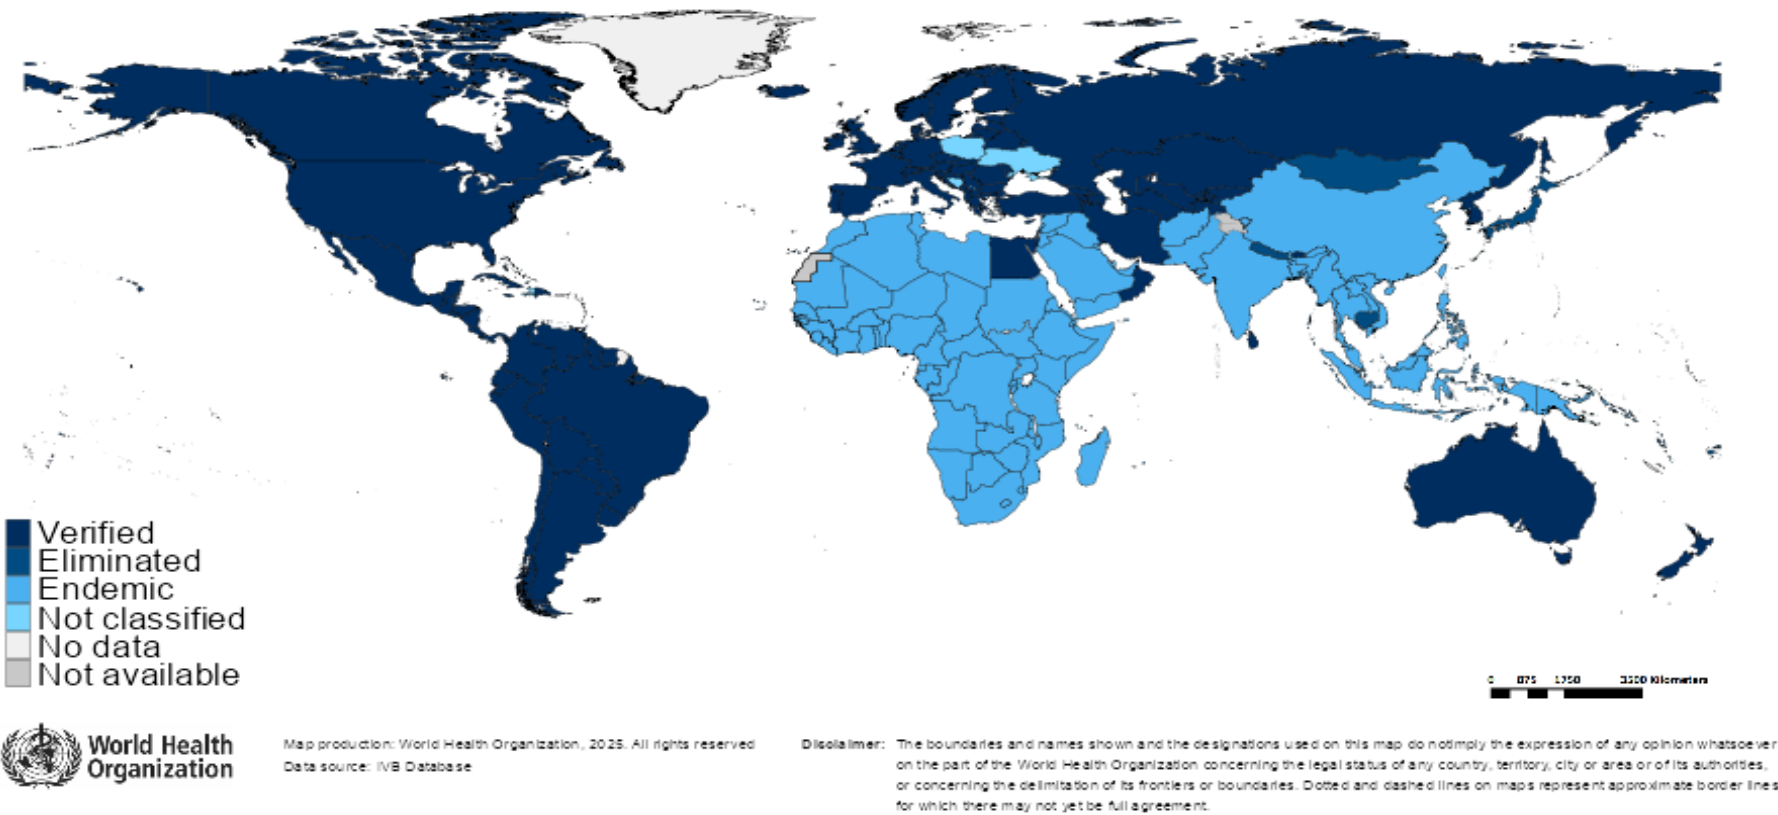 Verified
Eliminated
Endemic
Not classified
No data
Not available
0 875 1750 3500 Kilometers
World Health
Organization
Map production: World Health Organization, 2025. All rights reserved
Data source: IVB Database
Disclaimer: The boundaries and names shown and the designations used on this map do notimply the expression of any opinion whatsoever
on the part of the World Health Organization concerning the legal status of any country, territory, city or area or of its authorities,
or concerning the delimitation of its frontiers or boundaries. Dotted and dashed lines on maps represent approximate border lines
for which there may not yet be full agreement.